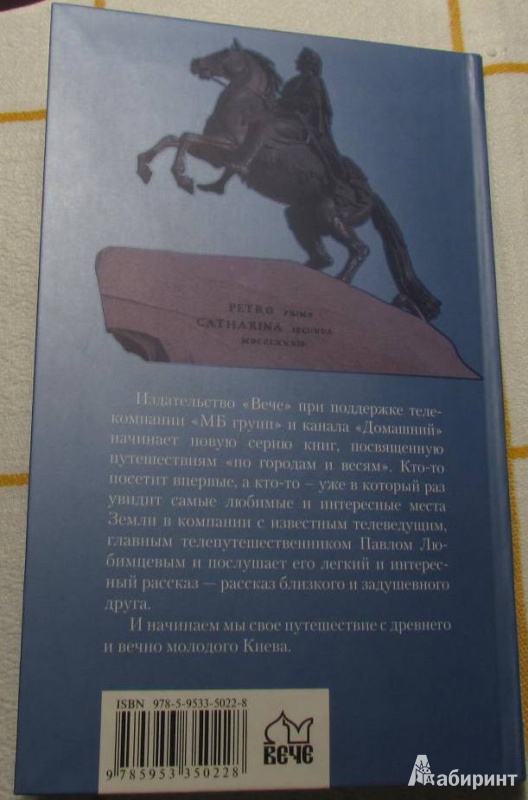 PETRO PRIMO
CATHARINA SECUNDA
MDCCLXXXII
Издательство «Вече» при поддержке теле-
компании «МБ групп» и канала «Домашний»
начинает новую серию книг, посвященную
путешествиям «по городам и весям». Кто-то
посетит впервые, а кто-то – уже в который раз
увидит самые любимые и интересные места
Земли в компании с известным телеведущим,
главным телепутешественником Павлом Лю-
бимцевым и послушает его легкий и интерес-
ный рассказ — рассказ близкого и задушевного
друга.
И начинаем мы свое путешествие с древнего
и вечно молодого Киева.
ISBN 978-5-9533-5022-8
9 785953 350228
ВЕЧЕ
Лабиринт